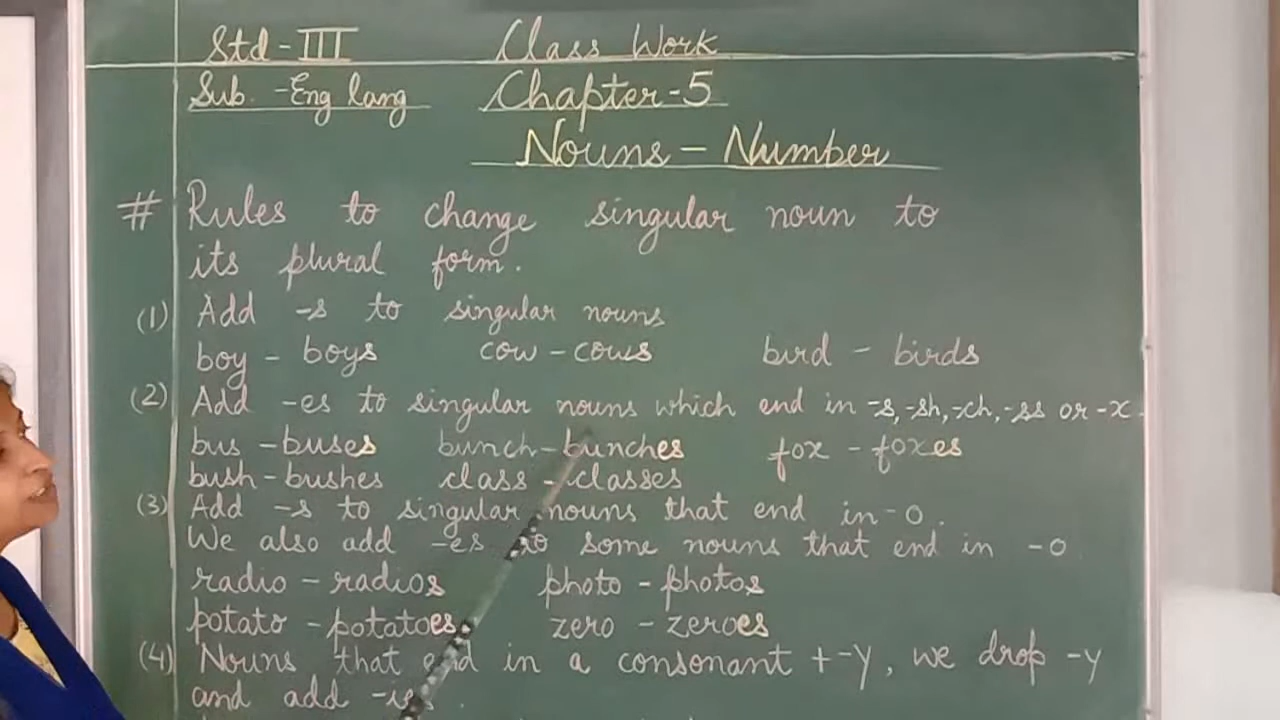 Std - III Class Work
Sub. - Eng lang Chapter - 5
Nouns - Number
# Rules to change singular noun to
its plural form.
(1) Add -s to singular nouns
boy - boys cow - cows bird - birds
(2) Add -es to singular nouns which end in -s, -sh, -ch, -ss or -x.
bus - buses bunch - bunches fox - foxes
bush - bushes class - classes
(3) Add -s to singular nouns that end in -o.
We also add -es to some nouns that end in -o
radio - radios photo - photos
potato - potatoes zero - zeroes
(4) Nouns that end in a consonant + -y, we drop -y
and add